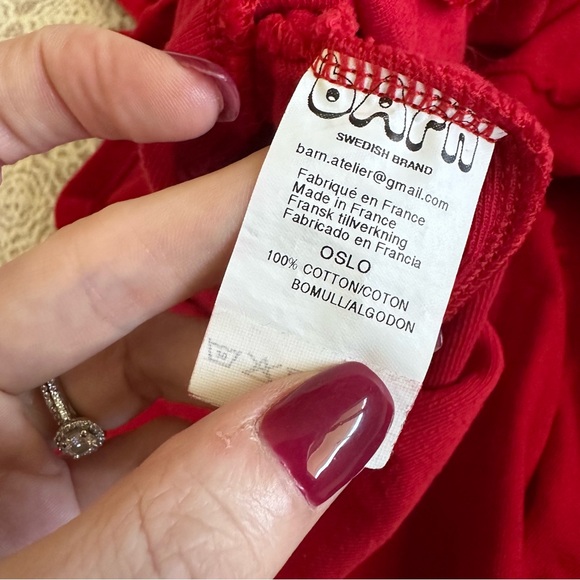 barn
SWEDISH BRAND
barn.atelier@gmail.com
Fabriqué en France
Made in France
Fransk tillverkning
Fabricado en Francia
OSLO
100% COTTON/COTON
BOMULL/ALGODON
30